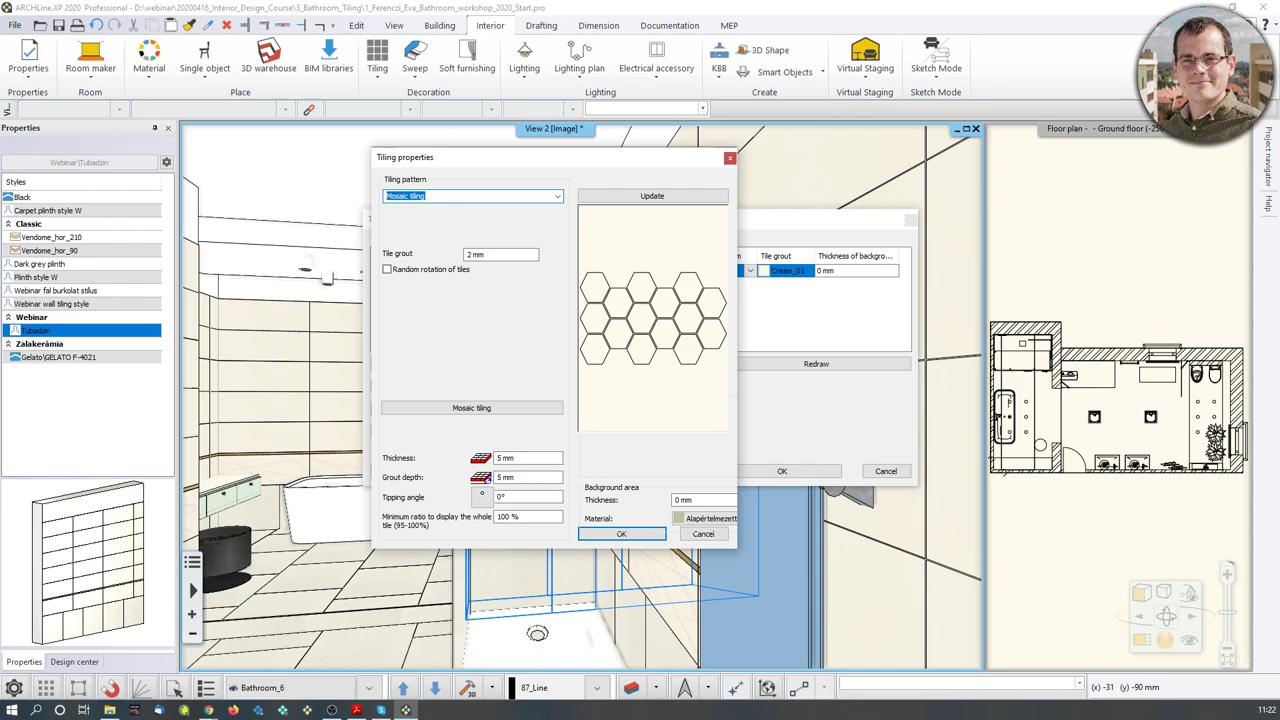 ARCHLine.XP 2020 D:\webinar\20200416_Interior_Design_Course\3_Bathroom_Tiling\1_Ferenczi_Eva_Bathroom_workshop_2020_Start.pro
File Edit View Building Interior Drafting Dimension Documentation MEP
Properties Room maker Material Single object 3D warehouse BIM libraries Tiling Sweep Soft furnishing Lighting Lighting plan Electrical accessory KBB 3D Shape Smart Objects Virtual Staging Sketch Mode
Properties Room Place Decoration Lighting Create Virtual Staging Sketch Mode
Properties
View 2 [Image] *
Floor plan - - Ground floor
Webinar\Tubadzin
Styles
Black
Carpet plinth style W
Classic
Vendome_hor_210
Vendome_hor_90
Dark grey plinth
Plinth style W
Webinar fal burkolat stílus
Webinar wall tiling style
Webinar
Tubadzin
Zalakerámia
Gelato\GELATO F-4021
Properties Design center
Tiling properties
Tiling pattern
Mosaic tiling
Update
Tile grout 2 mm
Random rotation of tiles
Mosaic tiling
Thickness: 5 mm
Grout depth: 5 mm
Tipping angle 0°
Minimum ratio to display the whole tile (95-100%) 100 %
Background area
Thickness: 0 mm
Material: Alapértelmezett
OK Cancel
Tile grout Thickness of backgro...
Cream_01 0 mm
Redraw
OK Cancel
Project navigator
Help
Bathroom_6
87_Line
(x) -31 (y) -90 mm
11:22